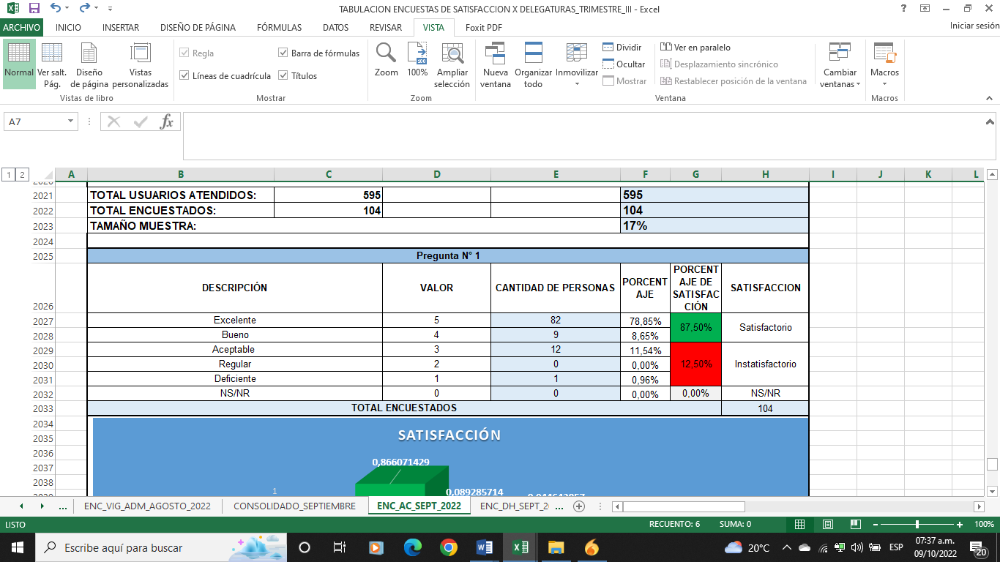 TABULACION ENCUESTAS DE SATISFACCION X DELEGATURAS_TRIMESTRE_III - Excel
ARCHIVO INICIO INSERTAR DISEÑO DE PÁGINA FÓRMULAS DATOS REVISAR VISTA Foxit PDF Iniciar sesión
Normal Ver salt. Pág. Diseño de página Vistas personalizadas
Vistas de libro
Regla Barra de fórmulas
Líneas de cuadrícula Títulos
Mostrar
Zoom 100% Ampliar selección
Zoom
Nueva ventana Organizar todo Inmovilizar
Dividir Ver en paralelo
Ocultar Desplazamiento sincrónico
Mostrar Restablecer posición de la ventana
Ventana
Cambiar ventanas
Macros
Macros
A7 fx
1 2 A B C D E F G H I J K L
2021 TOTAL USUARIOS ATENDIDOS: 595 595
2022 TOTAL ENCUESTADOS: 104 104
2023 TAMAÑO MUESTRA: 17%
2024
2025 Pregunta N° 1
2026 DESCRIPCIÓN VALOR CANTIDAD DE PERSONAS PORCENTAJE PORCENTAJE DE SATISFACCIÓN SATISFACCION
2027 Excelente 5 82 78,85% 87,50% Satisfactorio
2028 Bueno 4 9 8,65%
2029 Aceptable 3 12 11,54%
2030 Regular 2 0 0,00% 12,50% Instatisfactorio
2031 Deficiente 1 1 0,96%
2032 NS/NR 0 0 0,00% 0,00% NS/NR
2033 TOTAL ENCUESTADOS 104
2034
2035 SATISFACCIÓN
2036
2037 0,866071429
2038 1 0,089285714
... ENC_VIG_ADM_AGOSTO_2022 CONSOLIDADO_SEPTIEMBRE ENC_AC_SEPT_2022 ENC_DH_SEPT_2 ...
LISTO RECUENTO: 6 SUMA: 0 100%
Escribe aquí para buscar 20°C ESP 07:37 a.m.
09/10/2022 20